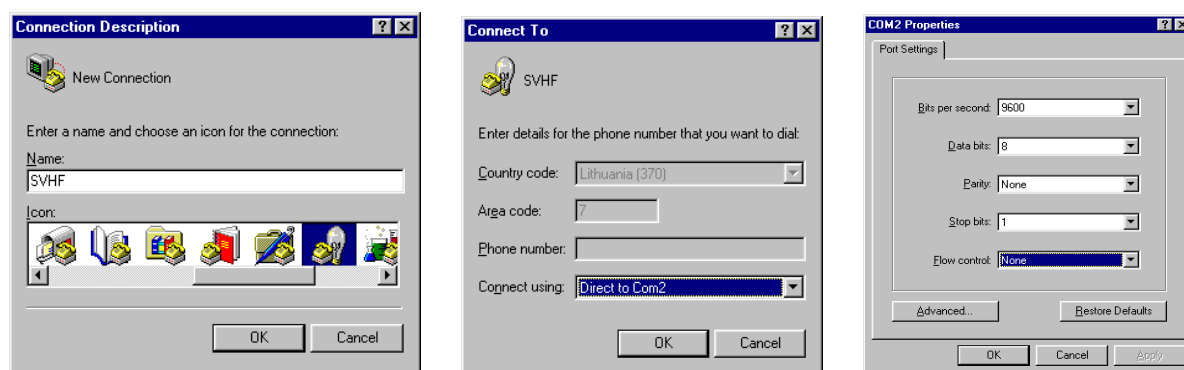 Connection Description
New Connection
Enter a name and choose an icon for the connection:
Name:
SVHF
Icon:
OK Cancel
Connect To
SVHF
Enter details for the phone number that you want to dial:
Country code: Lithuania (370)
Area code: 7
Phone number:
Connect using: Direct to Com2
OK Cancel
COM2 Properties
Port Settings
Bits per second: 9600
Data bits: 8
Parity: None
Stop bits: 1
Flow control: None
Advanced... Restore Defaults
OK Cancel Apply